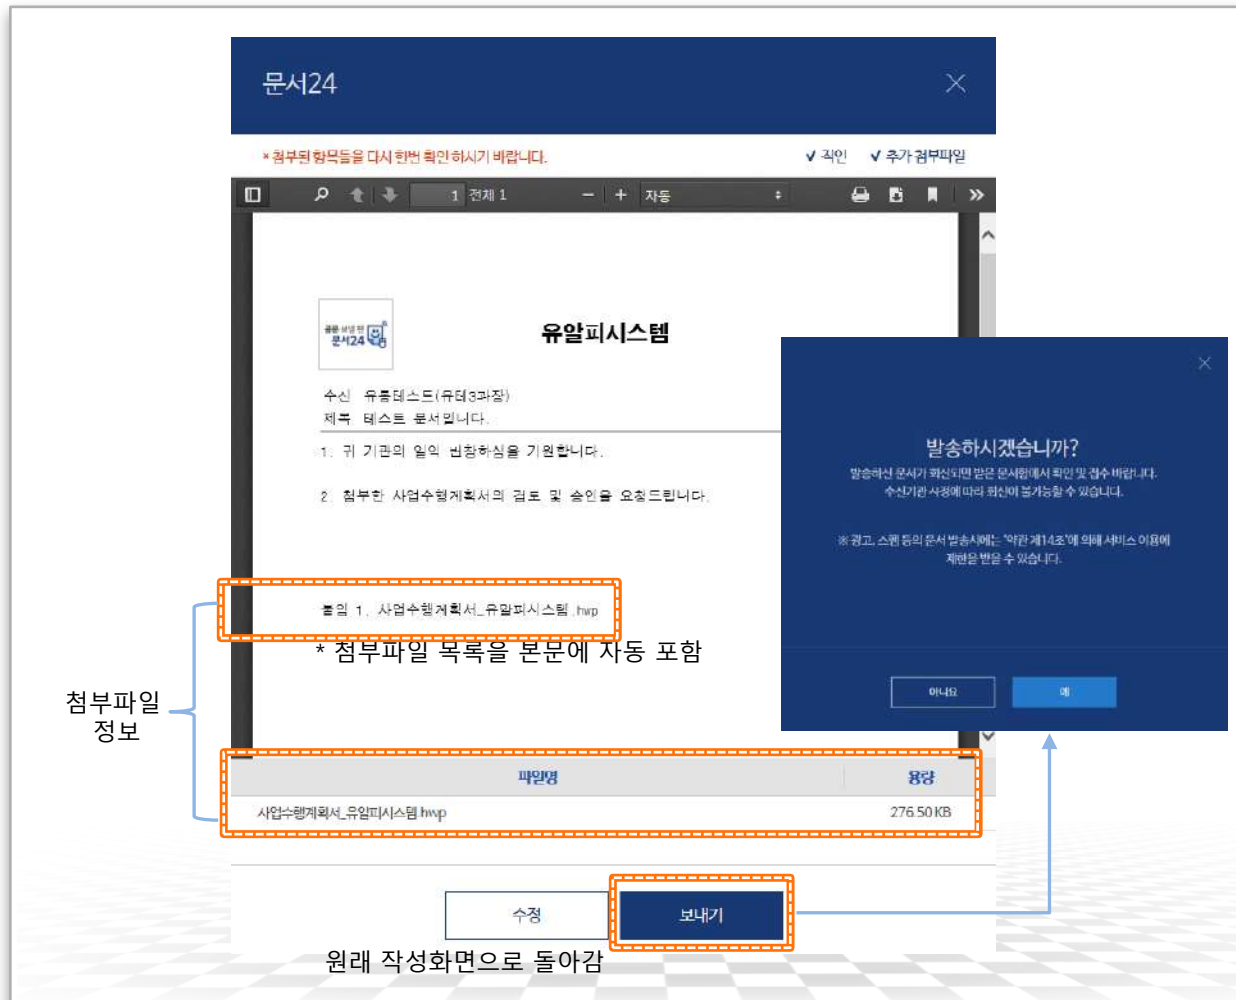 문서24
* 첨부된 항목들을 다시 한번 확인 하시기 바랍니다.
✓ 직인 ✓ 추가 첨부파일
1 전체 1
자동
문서24
유알피시스템
수신 유통테스트(유테3과장)
제목 테스트 문서입니다.
1. 귀 기관의 일익 번창하심을 기원합니다.
2. 첨부한 사업수행계획서의 검토 및 승인을 요청드립니다.
붙임 1. 사업수행계획서_유알피시스템.hwp
* 첨부파일 목록을 본문에 자동 포함
첨부파일
정보
파일명 용량
사업수행계획서_유알피시스템.hwp 276.50 KB
수정
보내기
원래 작성화면으로 돌아감
발송하시겠습니까?
발송하신 문서가 회신되면 받은 문서함에서 확인 및 접수 바랍니다.
수신기관 사정에 따라 회신이 불가능할 수 있습니다.
※ 광고, 스팸 등의 문서 발송시에는 '약관 제14조'에 의해 서비스 이용에
제한을 받을 수 있습니다.
아니요
예